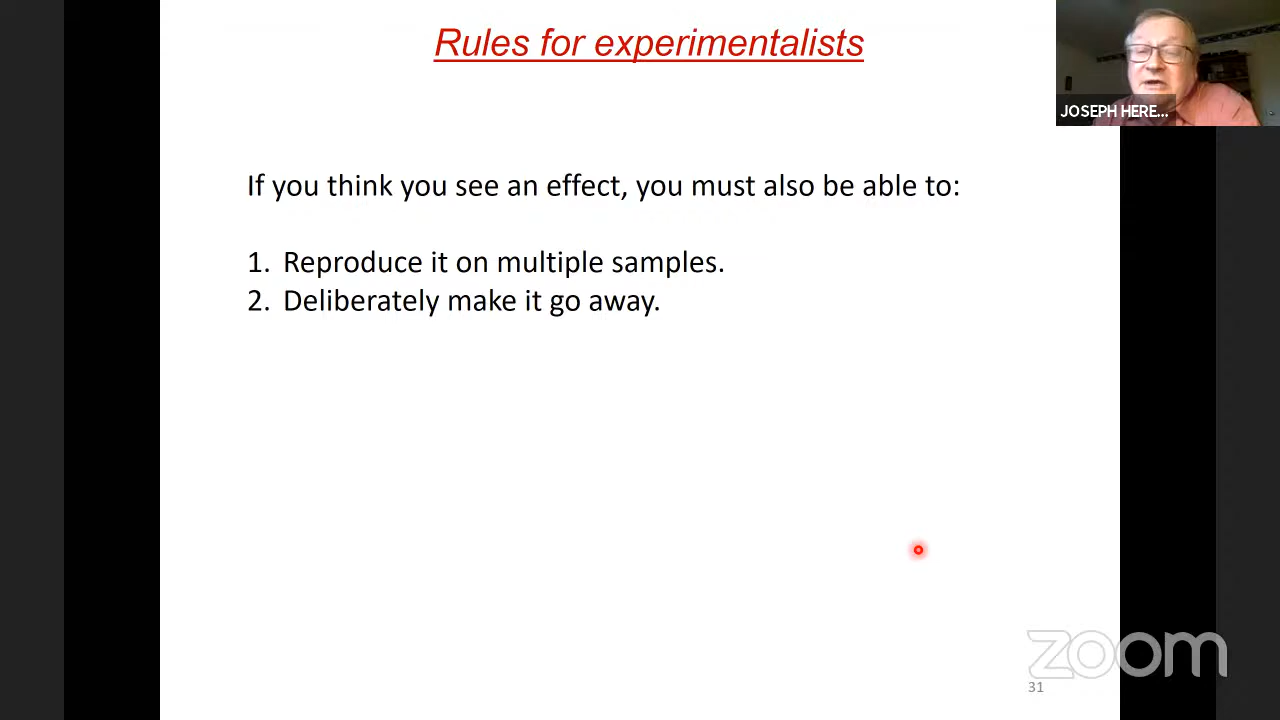 Rules for experimentalists
JOSEPH HERE...
If you think you see an effect, you must also be able to:
1. Reproduce it on multiple samples.
2. Deliberately make it go away.
zoom
31